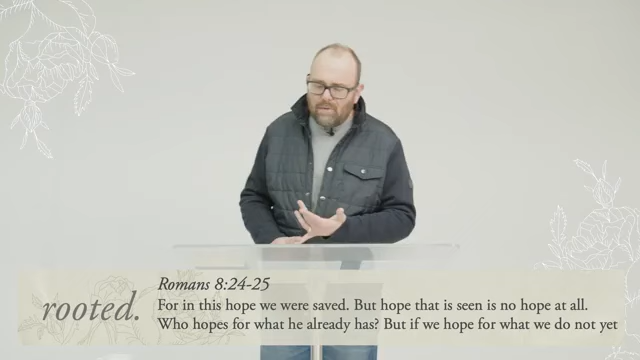 rooted.
Romans 8:24-25
For in this hope we were saved. But hope that is seen is no hope at all.
Who hopes for what he already has? But if we hope for what we do not yet